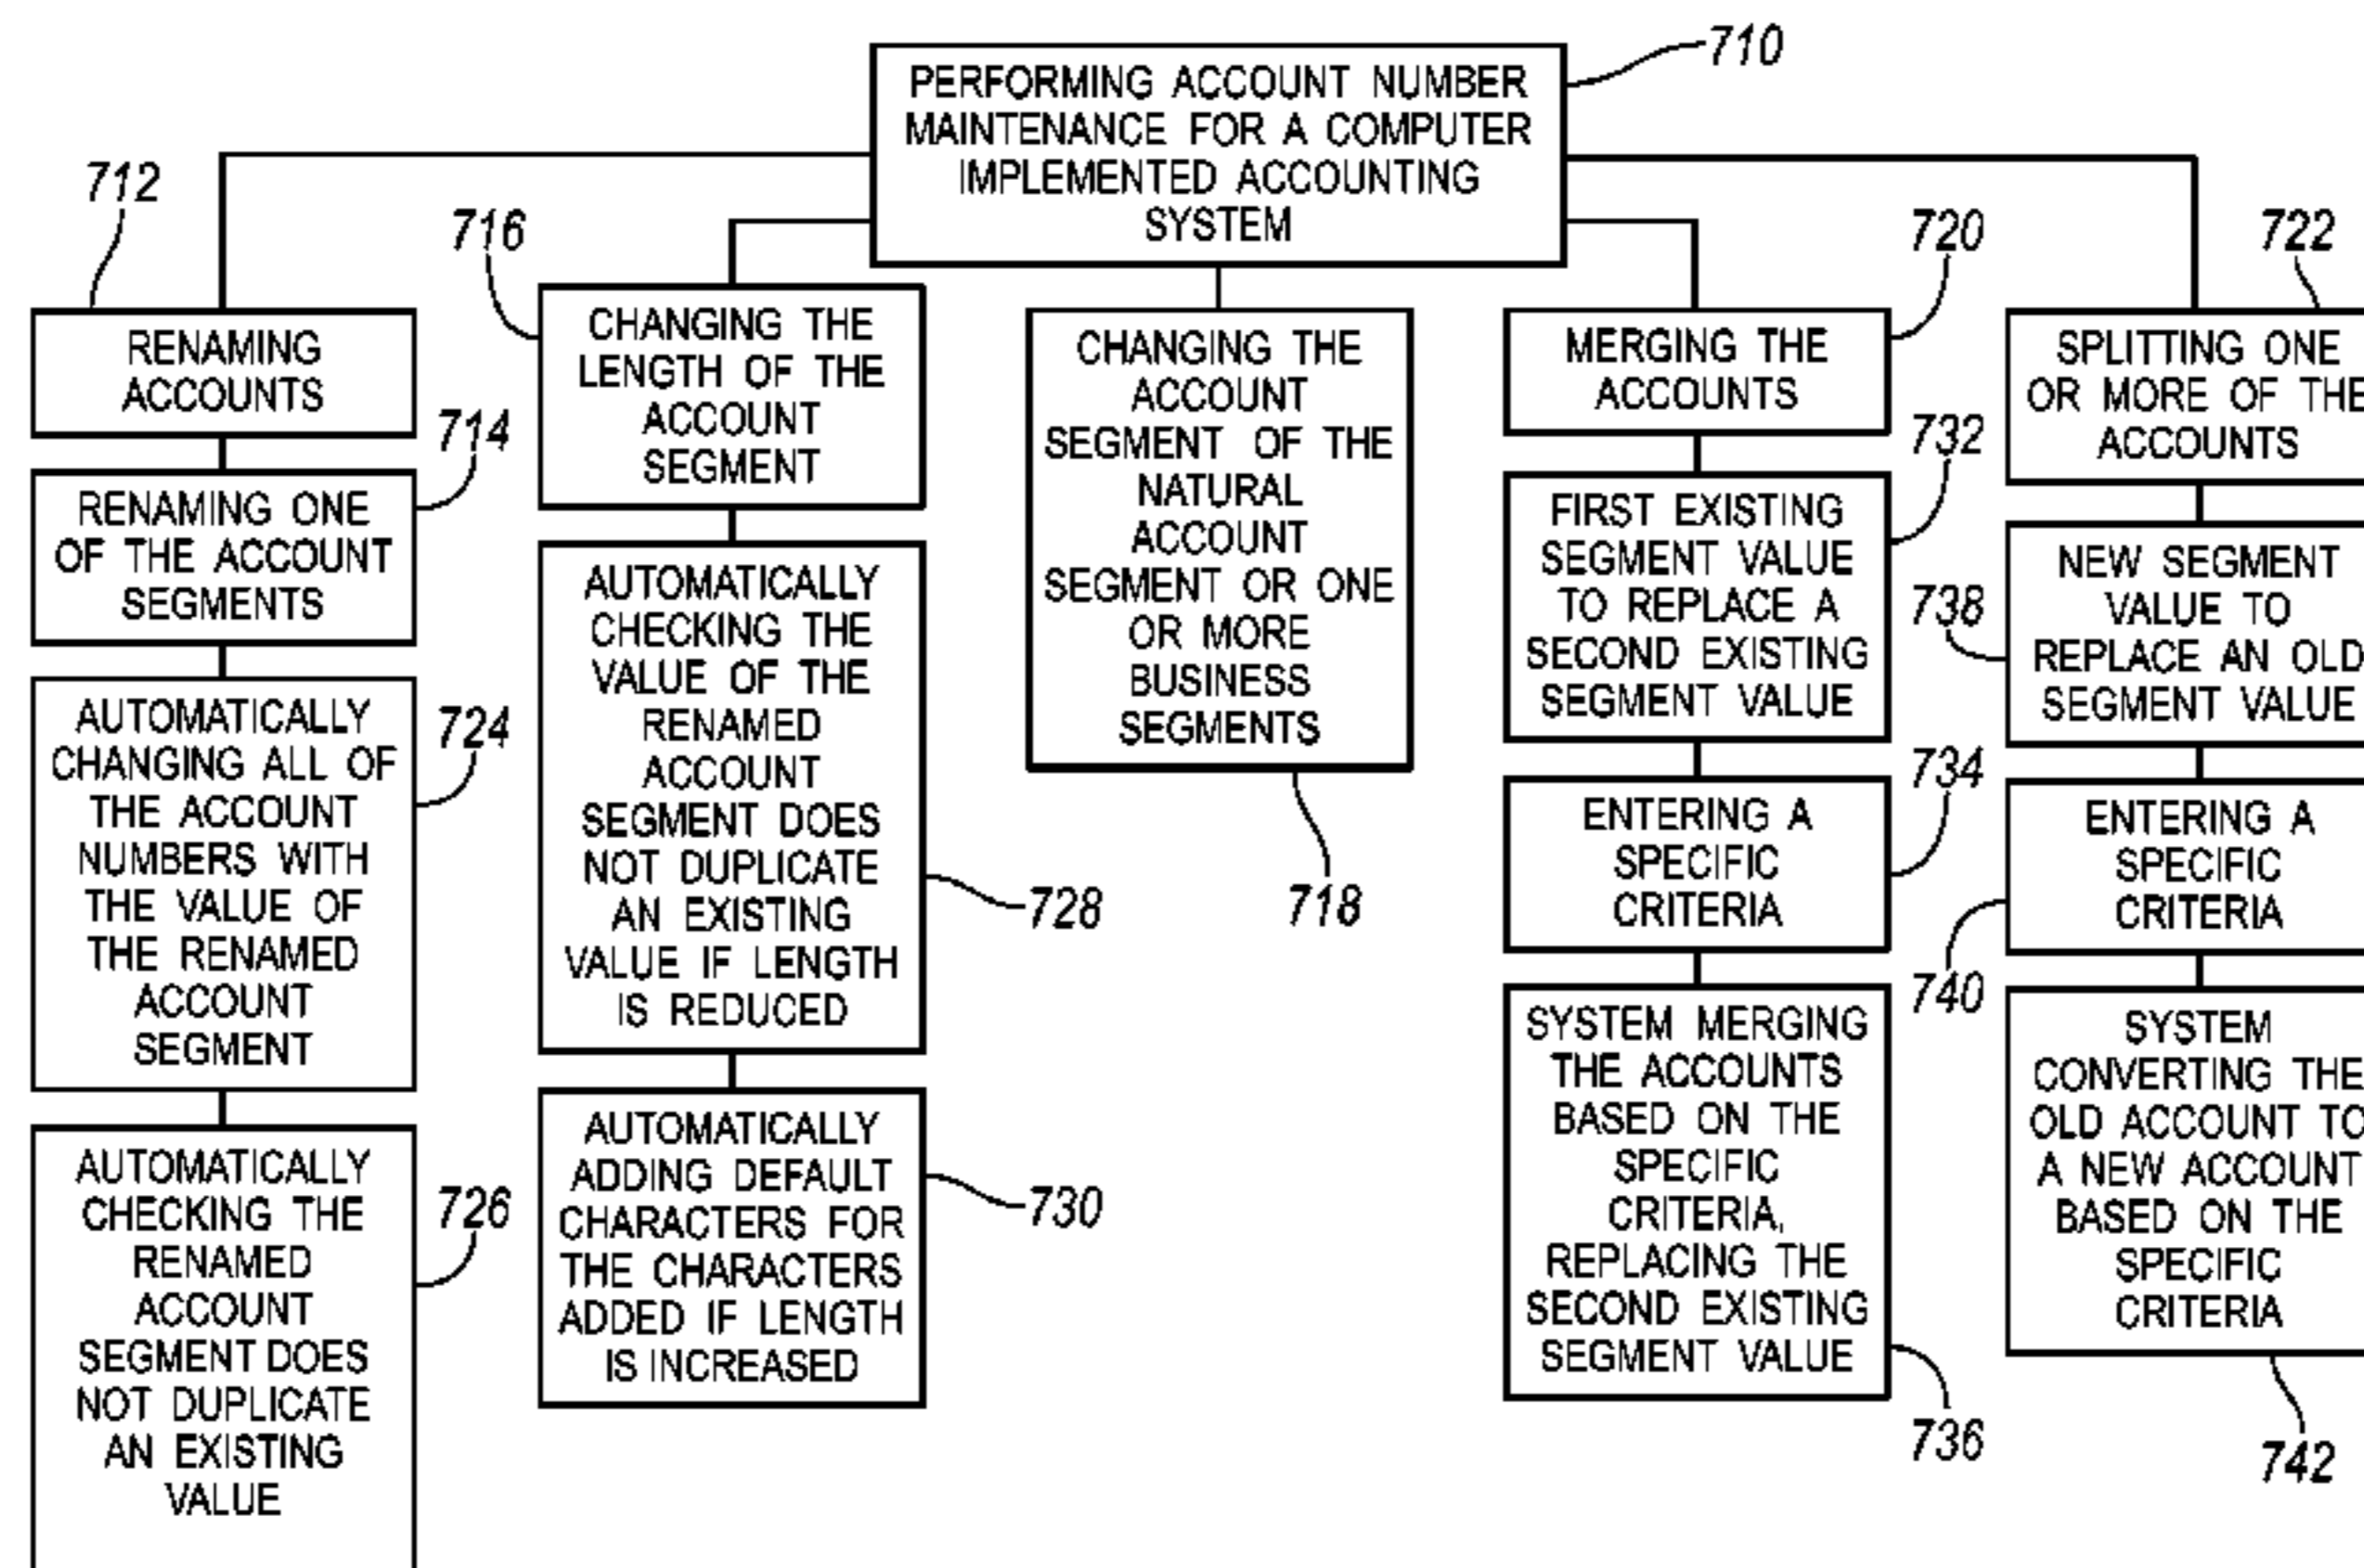 710
PERFORMING ACCOUNT NUMBER
MAINTENANCE FOR A COMPUTER
IMPLEMENTED ACCOUNTING
SYSTEM
712
RENAMING
ACCOUNTS
714
RENAMING ONE
OF THE ACCOUNT
SEGMENTS
724
AUTOMATICALLY
CHANGING ALL OF
THE ACCOUNT
NUMBERS WITH
THE VALUE OF
THE RENAMED
ACCOUNT
SEGMENT
726
AUTOMATICALLY
CHECKING THE
RENAMED
ACCOUNT
SEGMENT DOES
NOT DUPLICATE
AN EXISTING
VALUE
716
CHANGING THE
LENGTH OF THE
ACCOUNT
SEGMENT
AUTOMATICALLY
CHECKING THE
VALUE OF THE
RENAMED
ACCOUNT
SEGMENT DOES
NOT DUPLICATE
AN EXISTING
VALUE IF LENGTH
IS REDUCED
728
AUTOMATICALLY
ADDING DEFAULT
CHARACTERS FOR
THE CHARACTERS
ADDED IF LENGTH
IS INCREASED
730
CHANGING THE
ACCOUNT
SEGMENT OF THE
NATURAL
ACCOUNT
SEGMENT OR ONE
OR MORE
BUSINESS
SEGMENTS
718
720
MERGING THE
ACCOUNTS
732
FIRST EXISTING
SEGMENT VALUE
TO REPLACE A
SECOND EXISTING
SEGMENT VALUE
734
ENTERING A
SPECIFIC
CRITERIA
SYSTEM MERGING
THE ACCOUNTS
BASED ON THE
SPECIFIC
CRITERIA,
REPLACING THE
SECOND EXISTING
SEGMENT VALUE
736
722
SPLITTING ONE
OR MORE OF THE
ACCOUNTS
738
NEW SEGMENT
VALUE TO
REPLACE AN OLD
SEGMENT VALUE
740
ENTERING A
SPECIFIC
CRITERIA
SYSTEM
CONVERTING THE
OLD ACCOUNT TO
A NEW ACCOUNT
BASED ON THE
SPECIFIC
CRITERIA
742